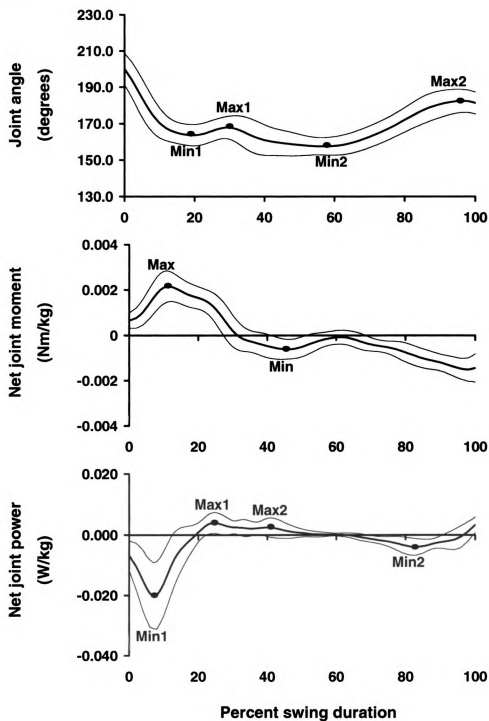 Joint angle
(degrees)
230.0
210.0
190.0
170.0
150.0
130.0
Min1
Max1
Min2
Max2
0 20 40 60 80 100
Net joint moment
(Nm/kg)
0.004
0.002
0
-0.002
-0.004
Max
Min
0 20 40 60 80 100
Net joint power
(W/kg)
0.020
0.000
-0.020
-0.040
Min1
Max1
Max2
Min2
0 20 40 60 80 100
Percent swing duration